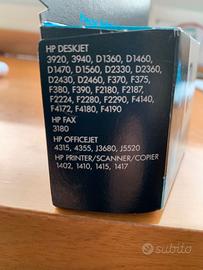 HP DESKJET
3920, 3940, D1360, D1460,
D1470, D1560, D2330, D2360,
D2430, D2460, F370, F375,
F380, F390, F2180, F2187,
F2224, F2280, F2290, F4140,
F4172, F4180, F4190
HP FAX
3180
HP OFFICEJET
4315, 4355, J3680, J5520
HP PRINTER/SCANNER/COPIER
1402, 1410, 1415, 1417
subito